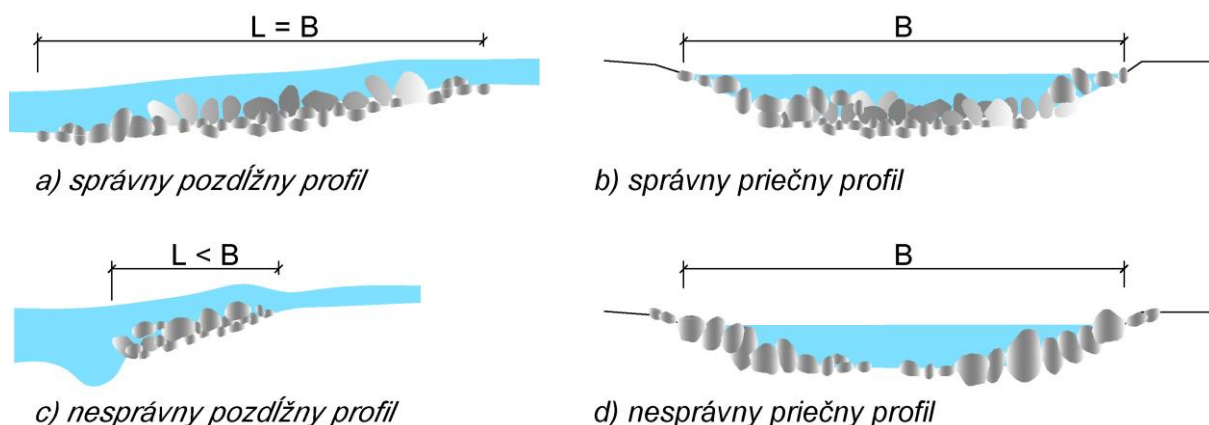 L = B
B
a) správny pozdĺžny profil
b) správny priečny profil
L < B
B
c) nesprávny pozdĺžny profil
d) nesprávny priečny profil